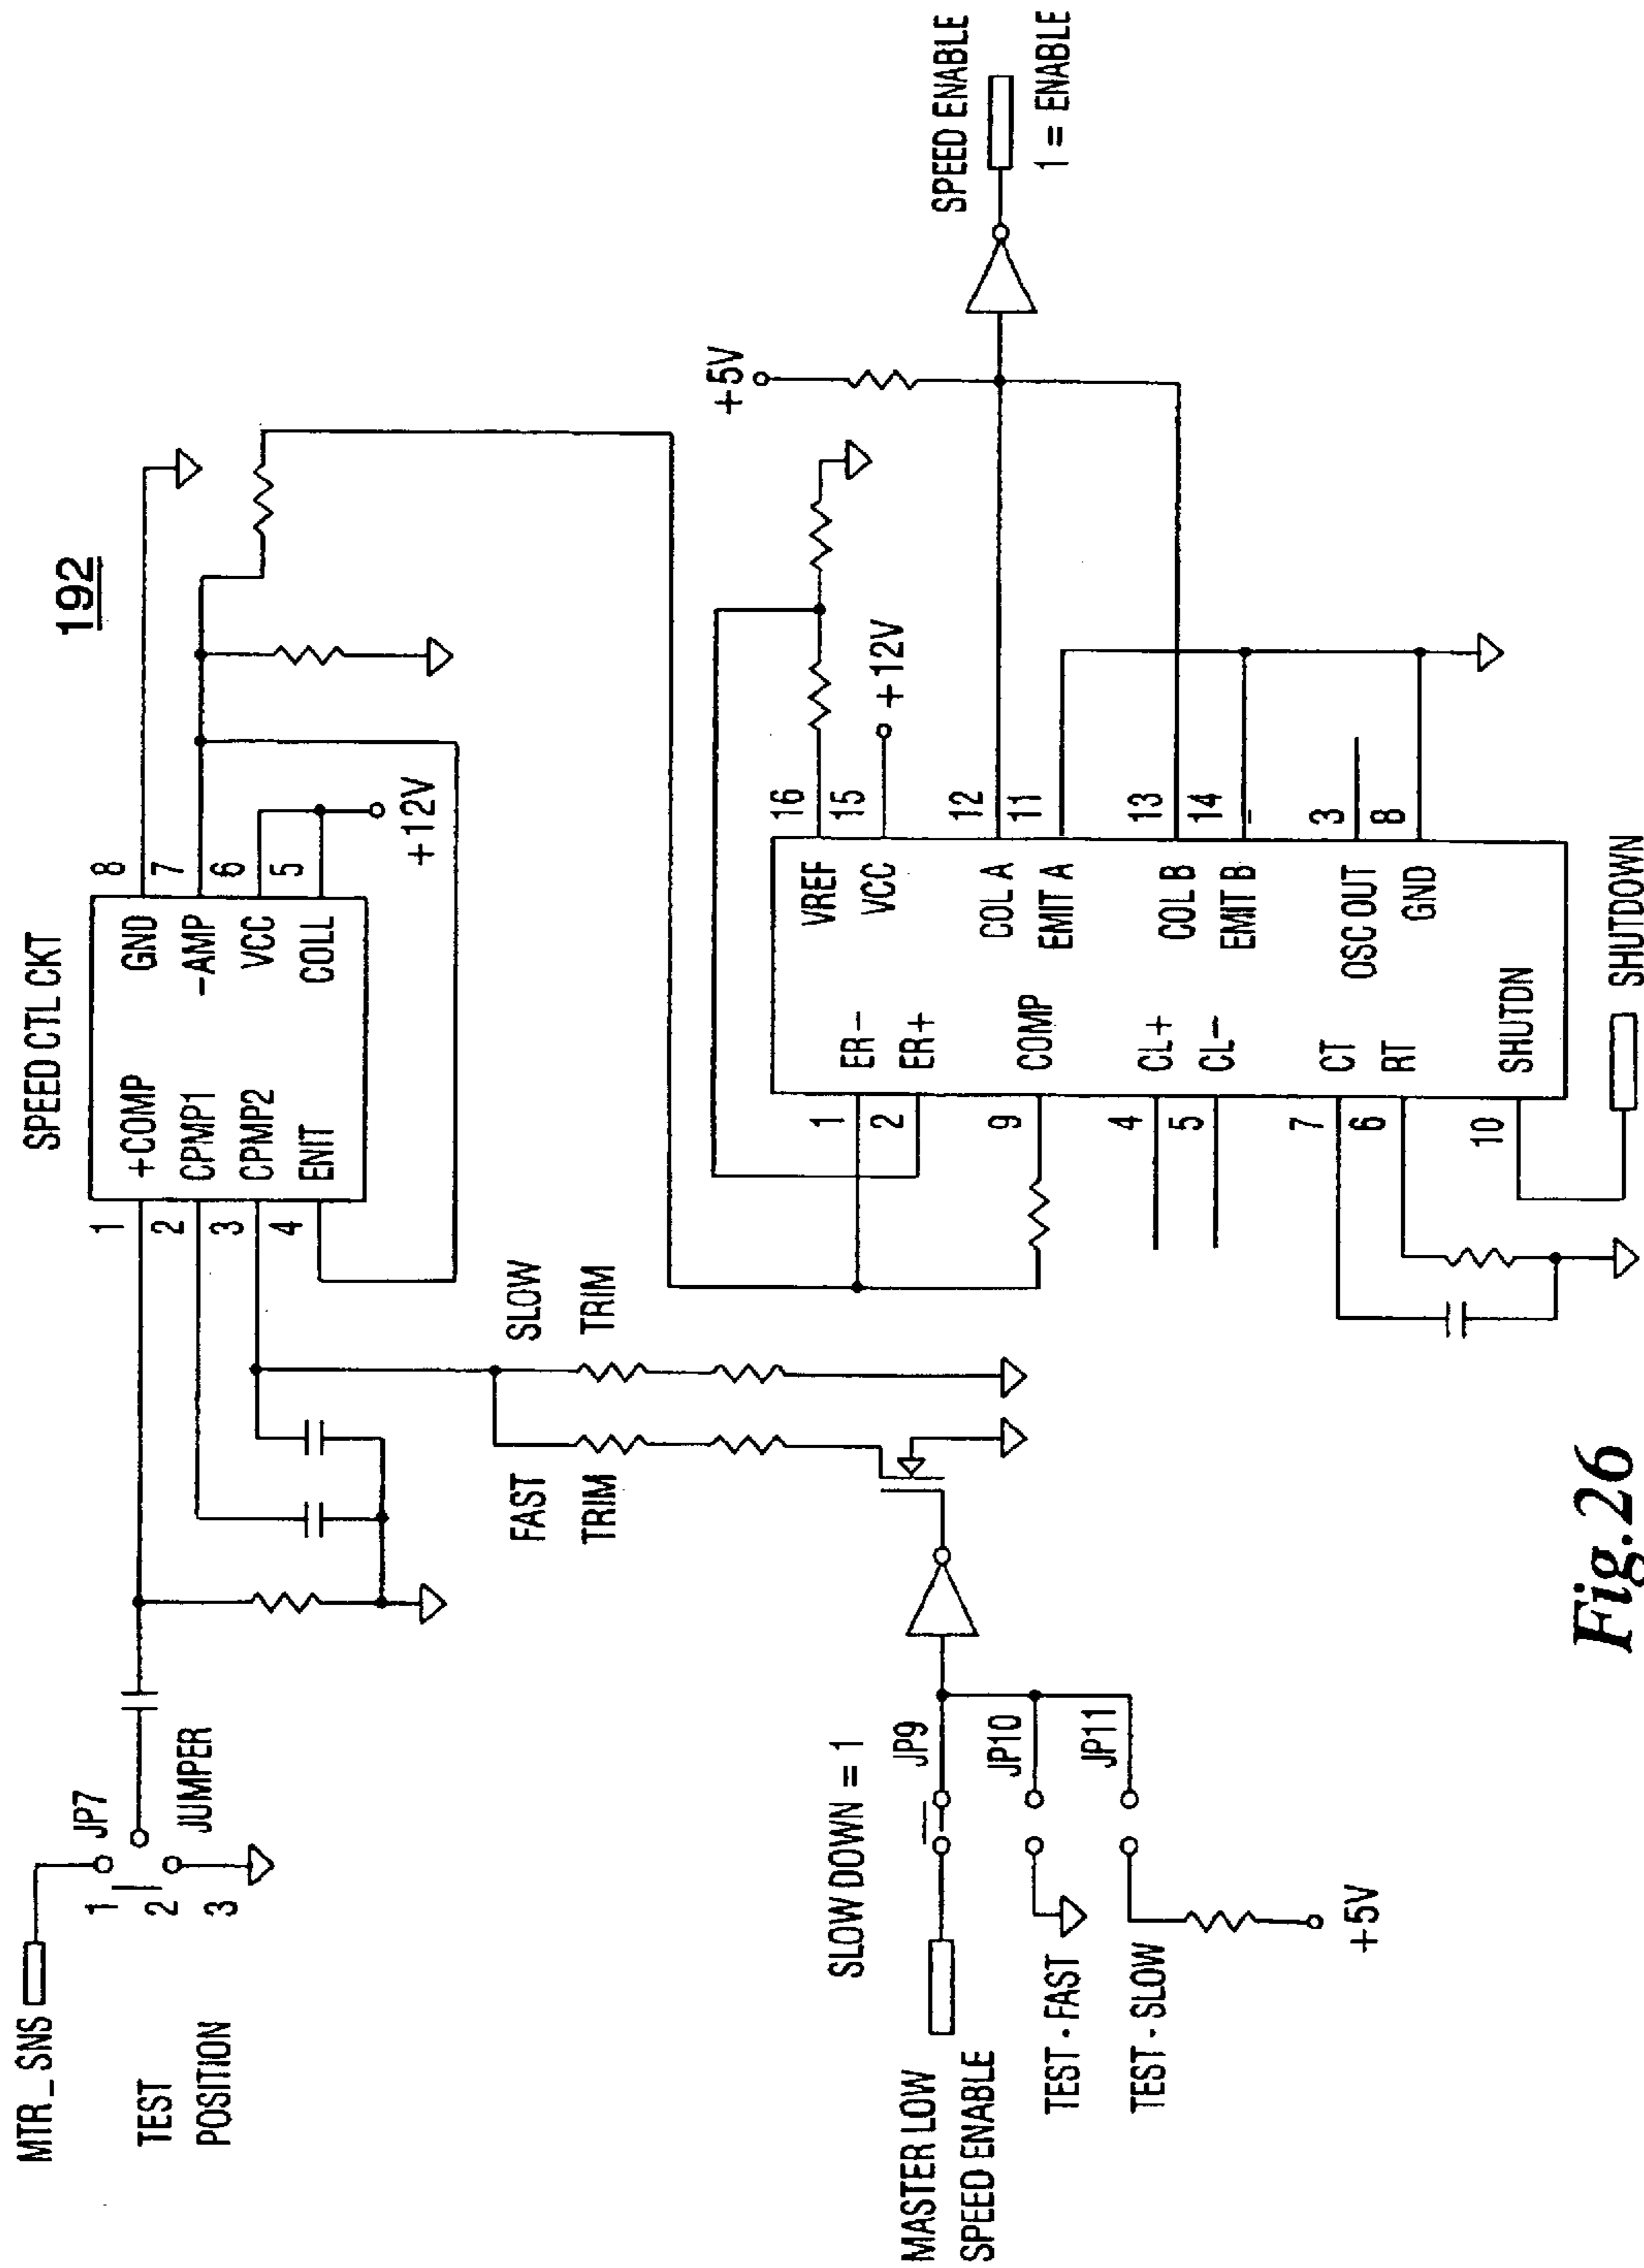 192
SPEED CTL CKT
MTR_SNS
JP7
1
2
3
JUMPER
TEST
POSITION
1
2
3
4
+COMP
CPMP1
CPMP2
ENIT
GND
-AMP
VCC
COLL
8
7
6
5
+12V
SLOW
TRIM
FAST
TRIM
SLOW DOWN = 1
MASTER LOW
SPEED ENABLE
JP9
JP10
JP11
TEST - FAST
TEST - SLOW
+5V
1
2
9
4
5
7
6
10
ER-
ER+
COMP
CL+
CL-
CT
RT
SHUTDN
VREF
VCC
COL A
EMIT A
COL B
EMIT B
OSC OUT
GND
16
15
12
11
13
14
3
8
+12V
+5V
SHUTDOWN
SPEED ENABLE
1 = ENABLE
Fig.26